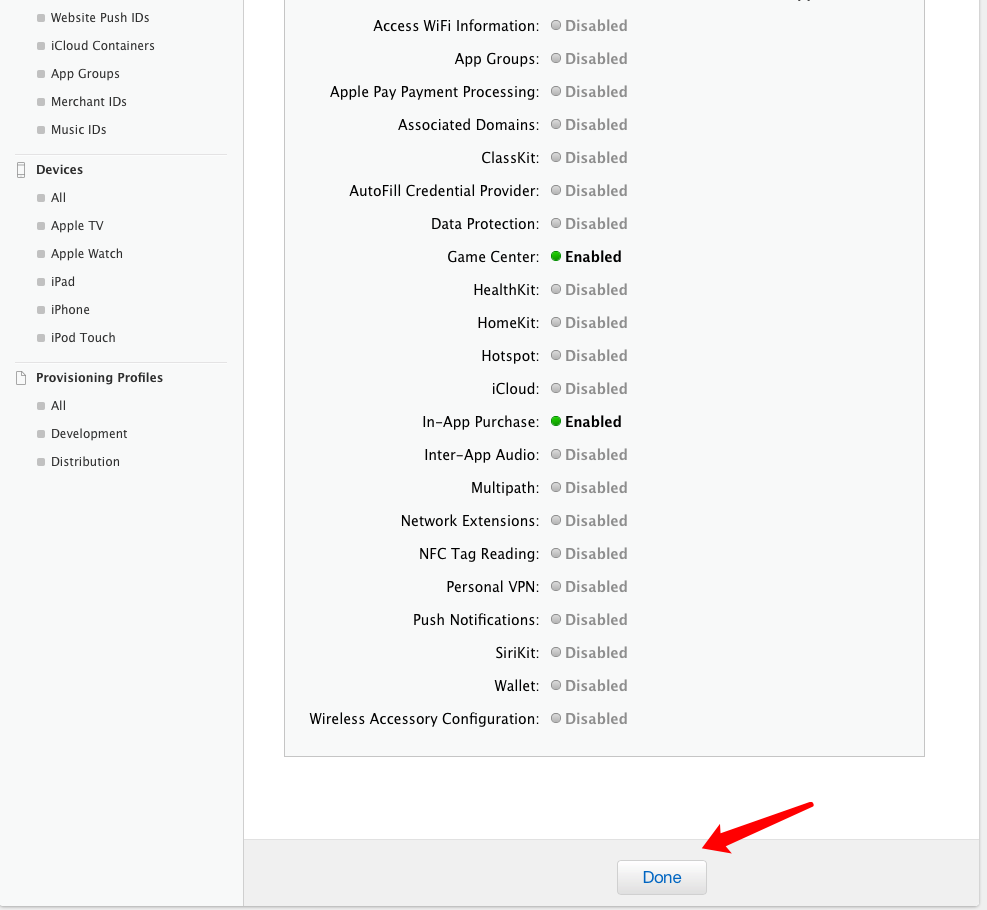 Website Push IDs
iCloud Containers
App Groups
Merchant IDs
Music IDs
Devices
All
Apple TV
Apple Watch
iPad
iPhone
iPod Touch
Provisioning Profiles
All
Development
Distribution
Access WiFi Information: Disabled
App Groups: Disabled
Apple Pay Payment Processing: Disabled
Associated Domains: Disabled
ClassKit: Disabled
AutoFill Credential Provider: Disabled
Data Protection: Disabled
Game Center: Enabled
HealthKit: Disabled
HomeKit: Disabled
Hotspot: Disabled
iCloud: Disabled
In-App Purchase: Enabled
Inter-App Audio: Disabled
Multipath: Disabled
Network Extensions: Disabled
NFC Tag Reading: Disabled
Personal VPN: Disabled
Push Notifications: Disabled
SiriKit: Disabled
Wallet: Disabled
Wireless Accessory Configuration: Disabled
Done